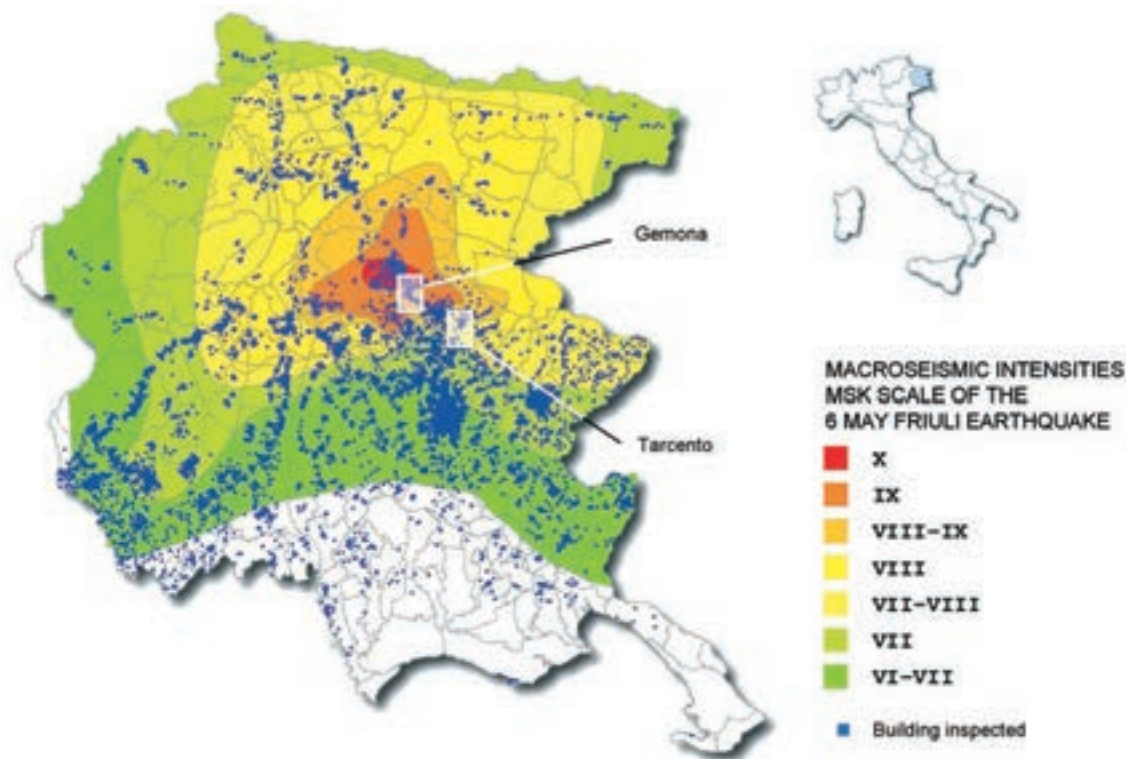 Gemona
Tarcento
MACROSEISMIC INTENSITIES
MSK SCALE OF THE
6 MAY FRIULI EARTHQUAKE
X
IX
VIII-IX
VIII
VII-VIII
VII
VI-VII
Building inspected